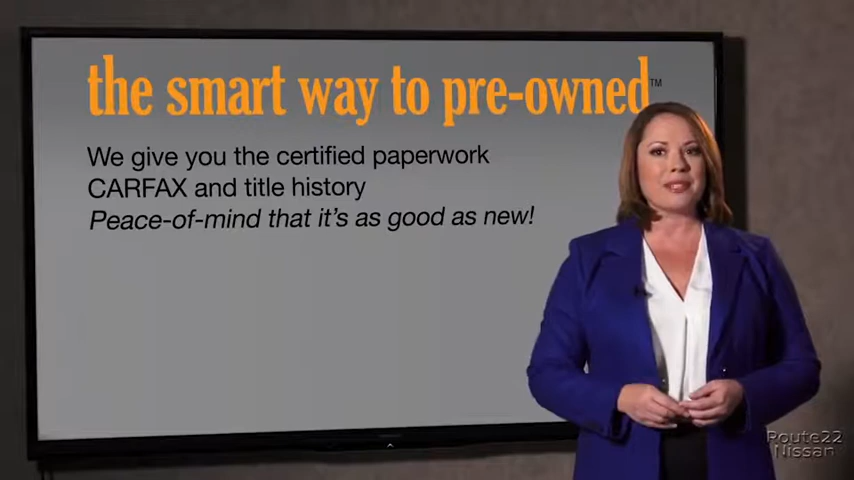 the smart way to pre-owned™
We give you the certified paperwork
CARFAX and title history
Peace-of-mind that it's as good as new!
Route22
Nissan